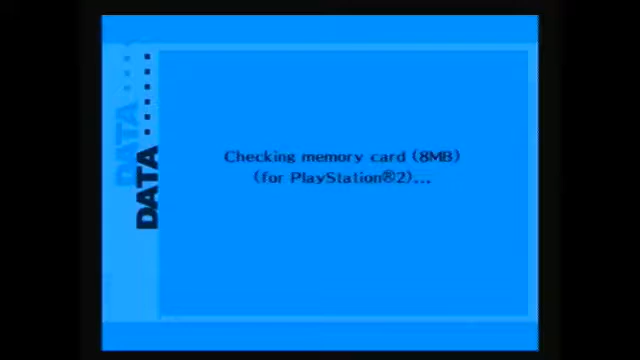 Checking memory card (8MB)
(for PlayStation®2)...
DATA
DATA